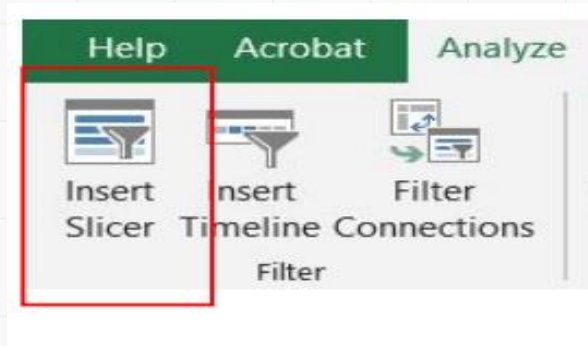 Help Acrobat Analyze
Insert Insert Filter
Slicer Timeline Connections
Filter